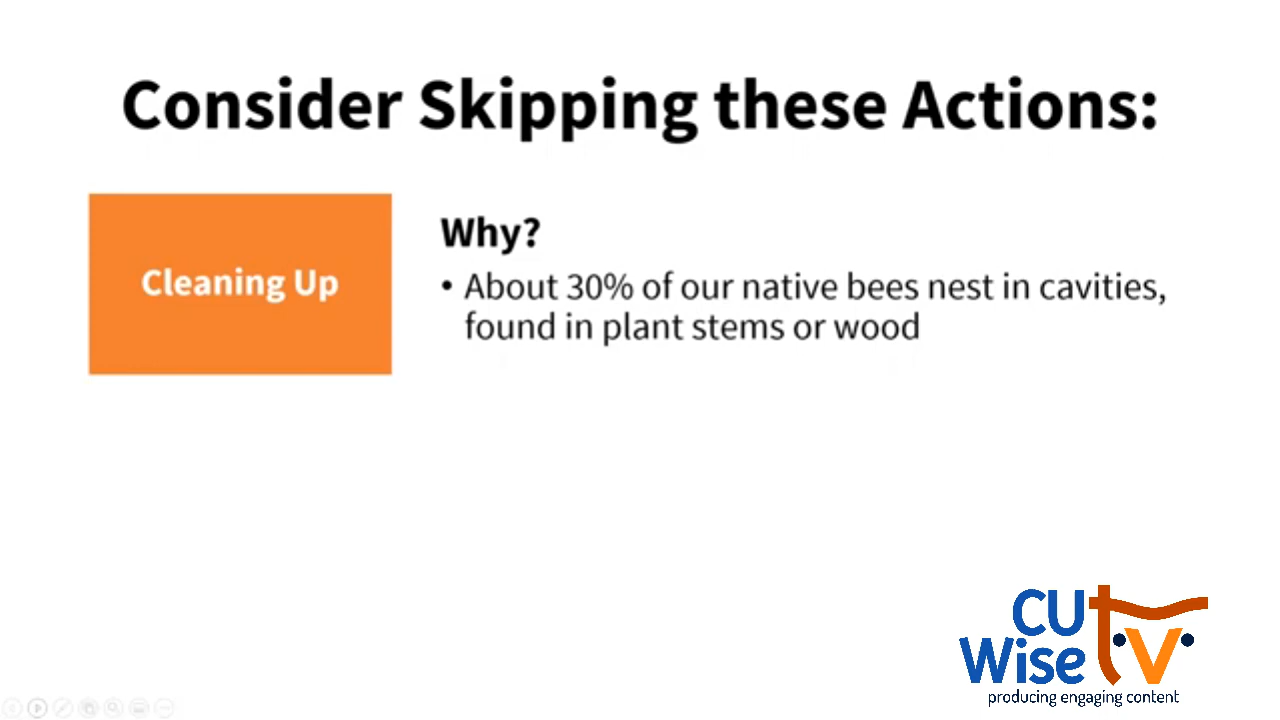 Consider Skipping these Actions:
Cleaning Up
Why?
• About 30% of our native bees nest in cavities,
found in plant stems or wood
CU
Wise tv
producing engaging content